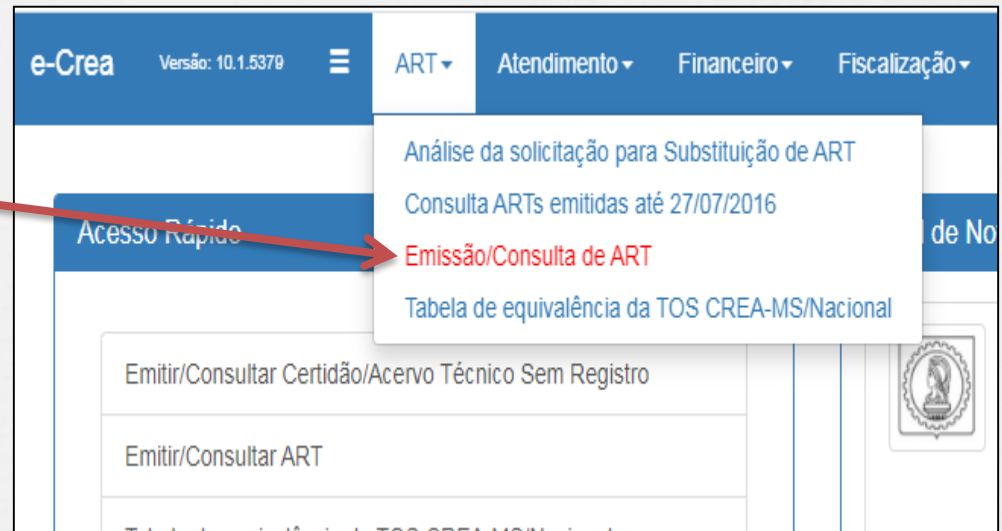 e-Crea Versão: 10.1.5379 ART Atendimento Financeiro Fiscalização
Análise da solicitação para Substituição de ART
Consulta ARTs emitidas até 27/07/2016
Emissão/Consulta de ART
Tabela de equivalência da TOS CREA-MS/Nacional
Acesso Rápido
de No
Emitir/Consultar Certidão/Acervo Técnico Sem Registro
Emitir/Consultar ART